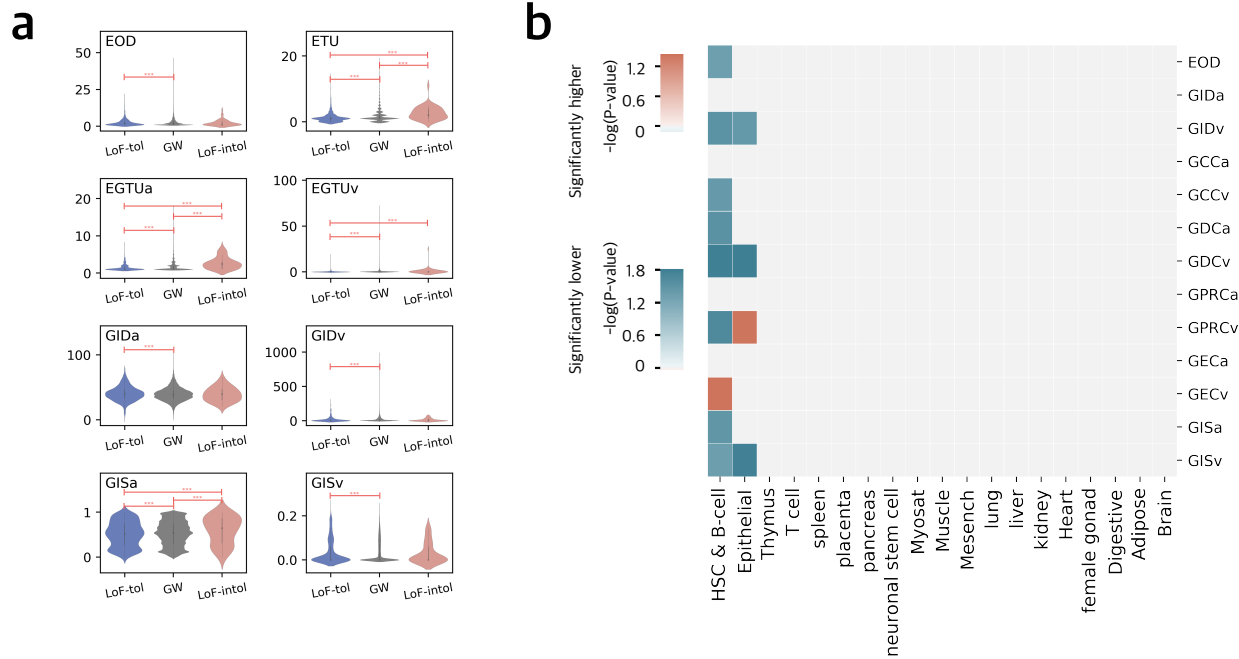 a
EOD
50
25
0
LoF-tol
GW
LoF-intol
***
ETU
20
0
LoF-tol
GW
LoF-intol
***
***
***
EGTUa
20
10
0
LoF-tol
GW
LoF-intol
***
***
***
EGTUv
100
50
0
LoF-tol
GW
LoF-intol
***
***
GIDa
100
0
LoF-tol
GW
LoF-intol
***
GIDv
1000
500
0
LoF-tol
GW
LoF-intol
***
GISa
1
0
LoF-tol
GW
LoF-intol
***
***
***
GISv
0.2
0.0
LoF-tol
GW
LoF-intol
***
b
Significantly higher
-log(P-value)
1.2
0.6
0
Significantly lower
-log(P-value)
1.8
1.2
0.6
0
EOD
GIDa
GIDv
GCCa
GCCv
GDCa
GDCv
GPRCa
GPRCv
GECa
GECv
GISa
GISv
HSC & B-cell
Epithelial
Thymus
T cell
spleen
placenta
pancreas
neuronal stem cell
Myosat
Muscle
Mesench
lung
liver
kidney
Heart
female gonad
Digestive
Adipose
Brain